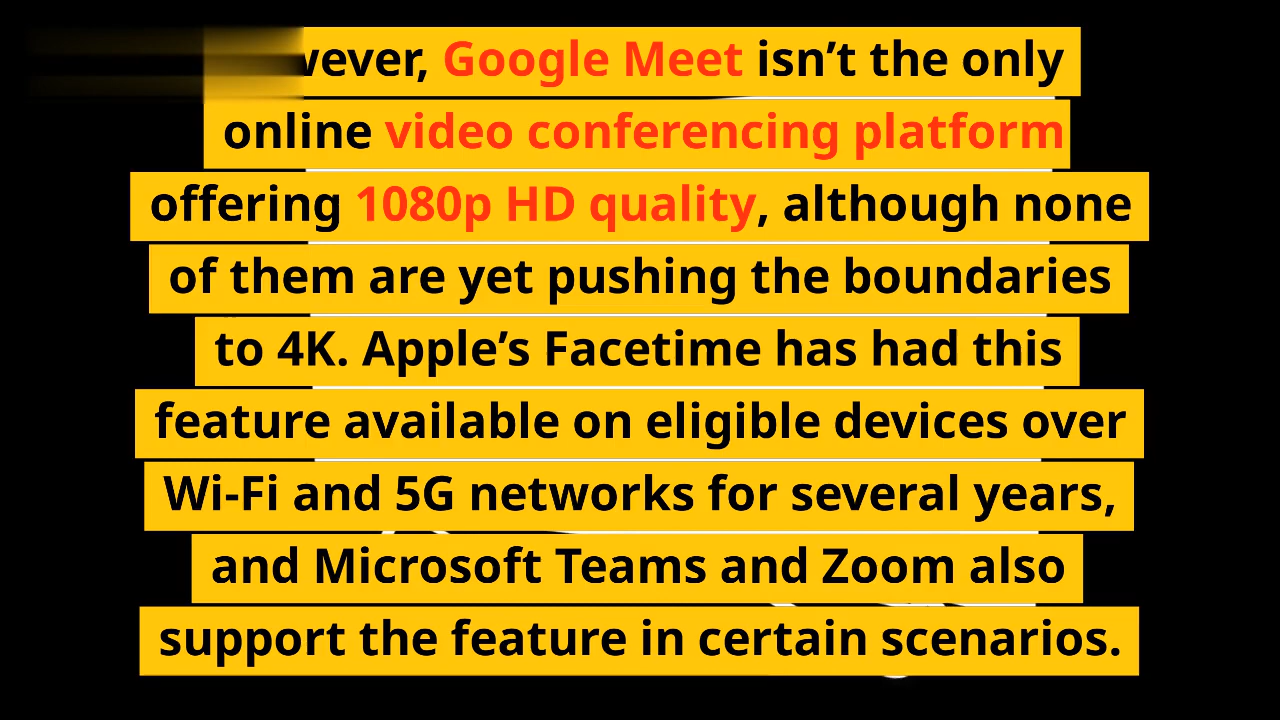 wever, Google Meet isn’t the only
online video conferencing platform
offering 1080p HD quality, although none
of them are yet pushing the boundaries
to 4K. Apple’s Facetime has had this
feature available on eligible devices over
Wi-Fi and 5G networks for several years,
and Microsoft Teams and Zoom also
support the feature in certain scenarios.